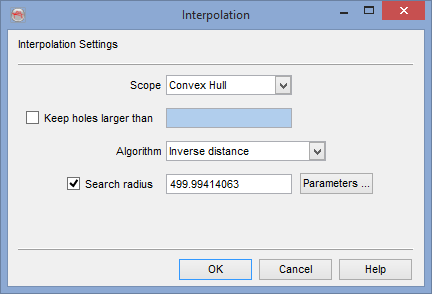 Interpolation
Interpolation Settings
Scope Convex Hull
Keep holes larger than
Algorithm Inverse distance
Search radius 499.99414063 Parameters ...
OK Cancel Help